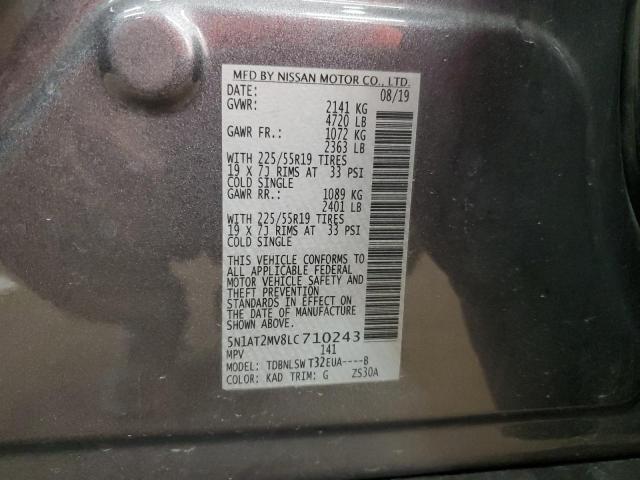 MFD BY NISSAN MOTOR CO., LTD.
DATE: 08/19
GVWR: 2141 KG
4720 LB
GAWR FR.: 1072 KG
2363 LB
WITH 225/55R19 TIRES
19 X 7J RIMS AT 33 PSI
COLD SINGLE
GAWR RR.: 1089 KG
2401 LB
WITH 225/55R19 TIRES
19 X 7J RIMS AT 33 PSI
COLD SINGLE
THIS VEHICLE CONFORMS TO
ALL APPLICABLE FEDERAL
MOTOR VEHICLE SAFETY AND
THEFT PREVENTION
STANDARDS IN EFFECT ON
THE DATE OF MANUFACTURE
SHOWN ABOVE.
5N1AT2MV8LC710243
MPV 141
MODEL: TDBNLSWT32EUA----B
COLOR: KAD TRIM: G ZS30A